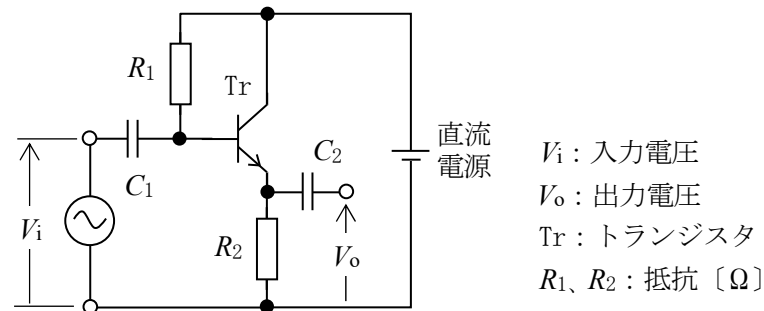 R1
Tr
C1
C2
Vi
R2
Vo
直流
電源
Vi：入力電圧
Vo：出力電圧
Tr：トランジスタ
R1、R2：抵抗〔Ω〕